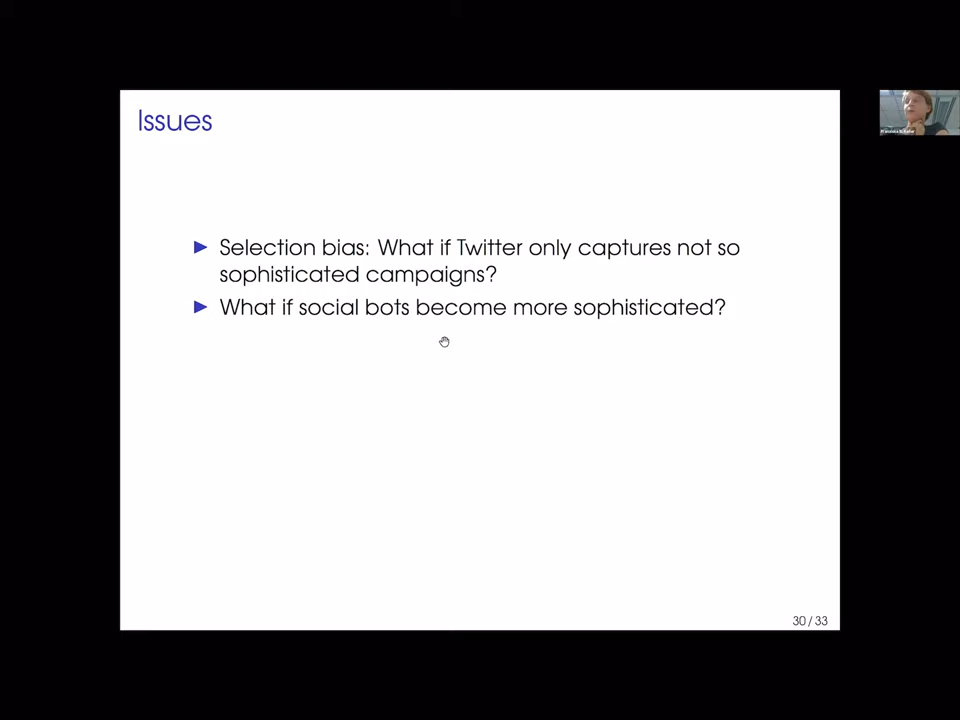 Issues
▶ Selection bias: What if Twitter only captures not so
sophisticated campaigns?
▶ What if social bots become more sophisticated?
30 / 33